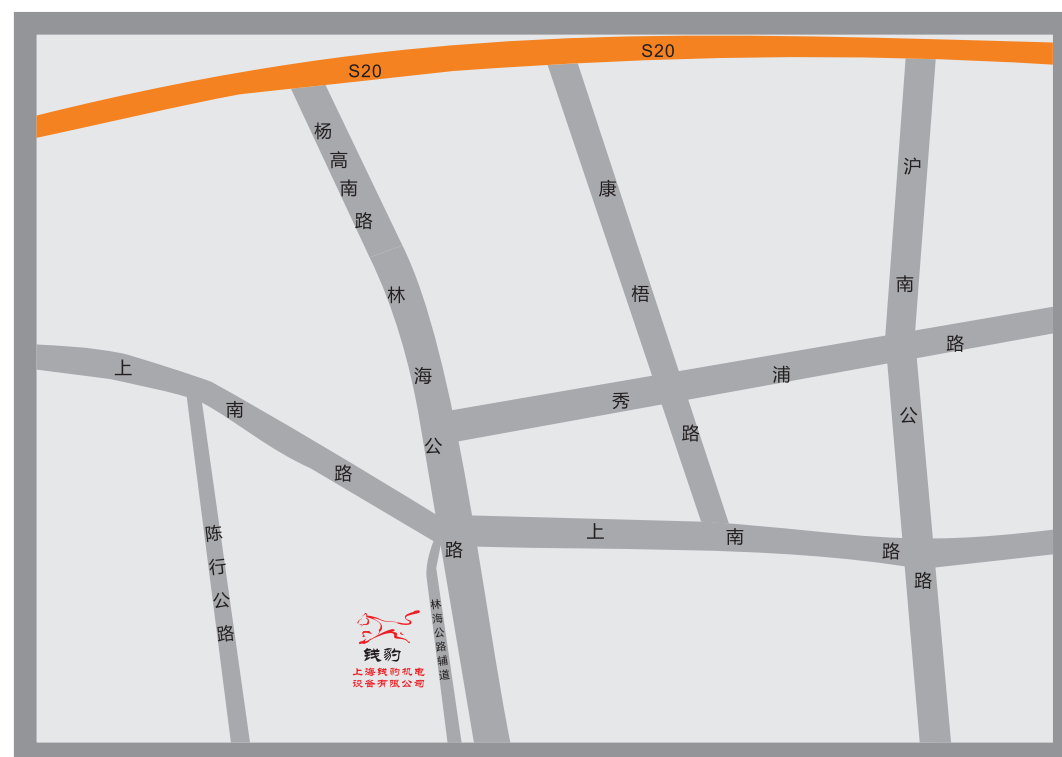 S20
S20
杨高南路
康梧路
沪南公路
林海公路
秀浦路
上南路
上南路
陈行公路
林海公路辅道
钱豹
上海钱豹机电
设备有限公司